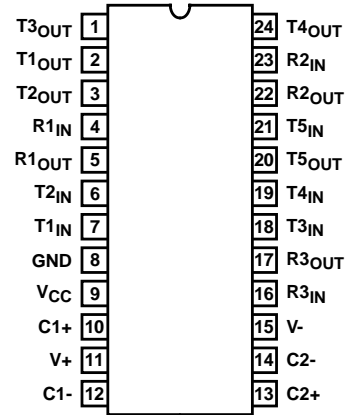 T3OUT 1 24 T4OUT
T1OUT 2 23 R2IN
T2OUT 3 22 R2OUT
R1IN 4 21 T5IN
R1OUT 5 20 T5OUT
T2IN 6 19 T4IN
T1IN 7 18 T3IN
GND 8 17 R3OUT
VCC 9 16 R3IN
C1+ 10 15 V-
V+ 11 14 C2-
C1- 12 13 C2+